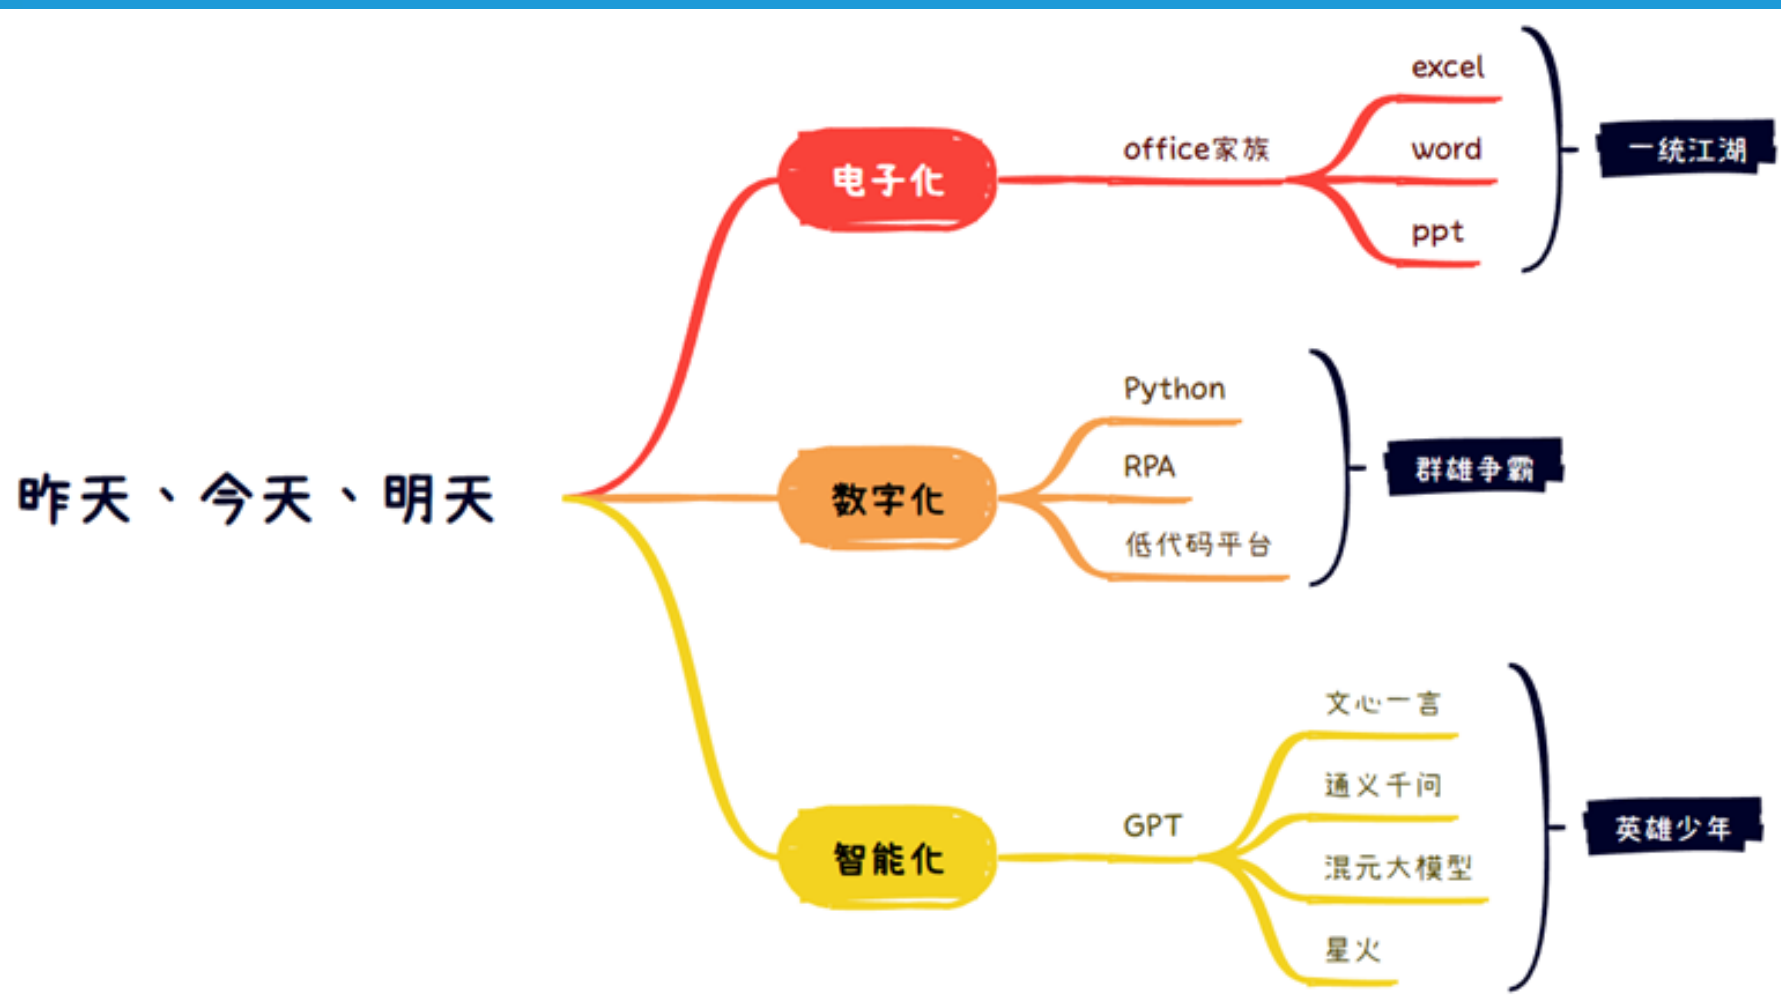 昨天、今天、明天
电子化
office家族
excel
word
ppt
一统江湖
数字化
Python
RPA
低代码平台
群雄争霸
智能化
GPT
文心一言
通义千问
混元大模型
星火
英雄少年